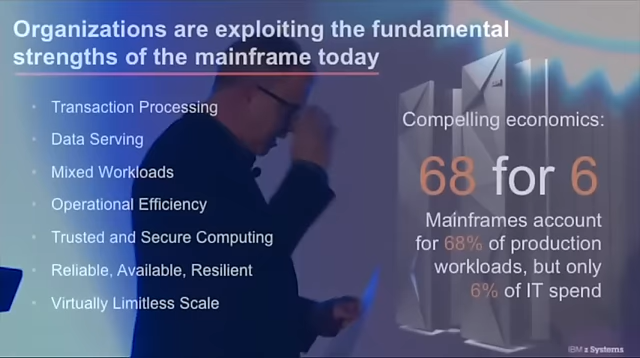 Organizations are exploiting the fundamental
strengths of the mainframe today
• Transaction Processing
• Data Serving
• Mixed Workloads
• Operational Efficiency
• Trusted and Secure Computing
• Reliable, Available, Resilient
• Virtually Limitless Scale
Compelling economics:
68 for 6
Mainframes account
for 68% of production
workloads, but only
6% of IT spend
IBM z Systems